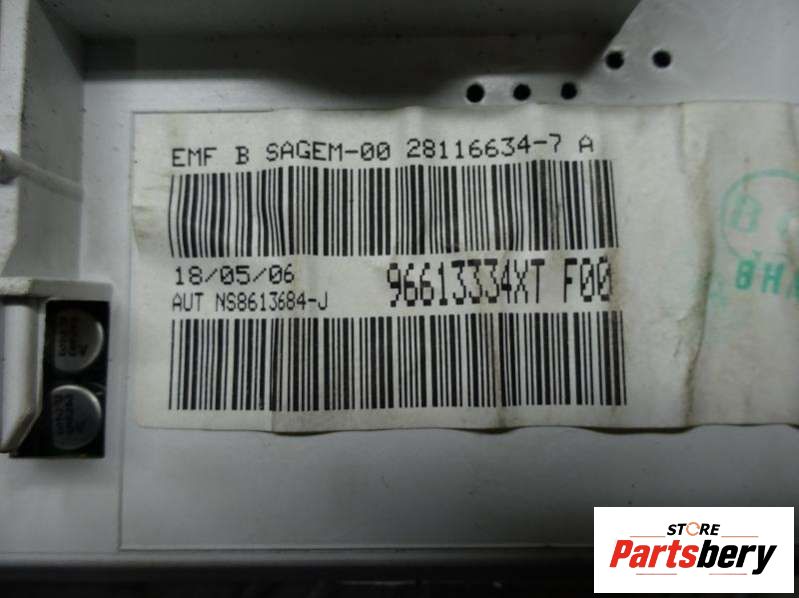 EMF B SAGEM-00 28116634-7 A
18/05/06
96613334XT F00
AUT NS8613684-J
STORE
Partsbery